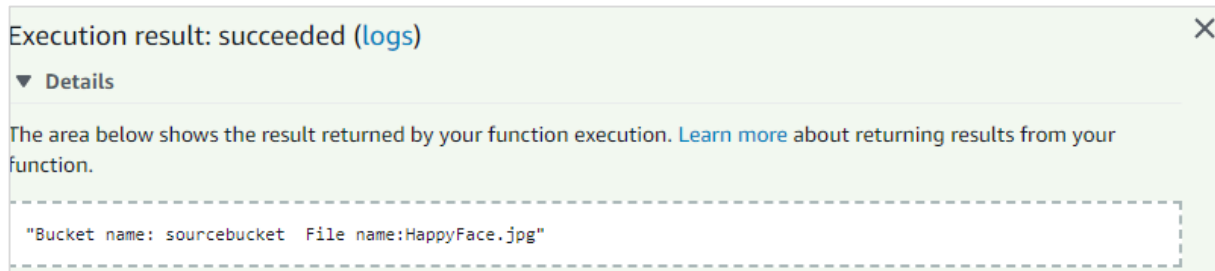 Execution result: succeeded (logs)
Details
The area below shows the result returned by your function execution. Learn more about returning results from your
function.
"Bucket name: sourcebucket  File name:HappyFace.jpg"